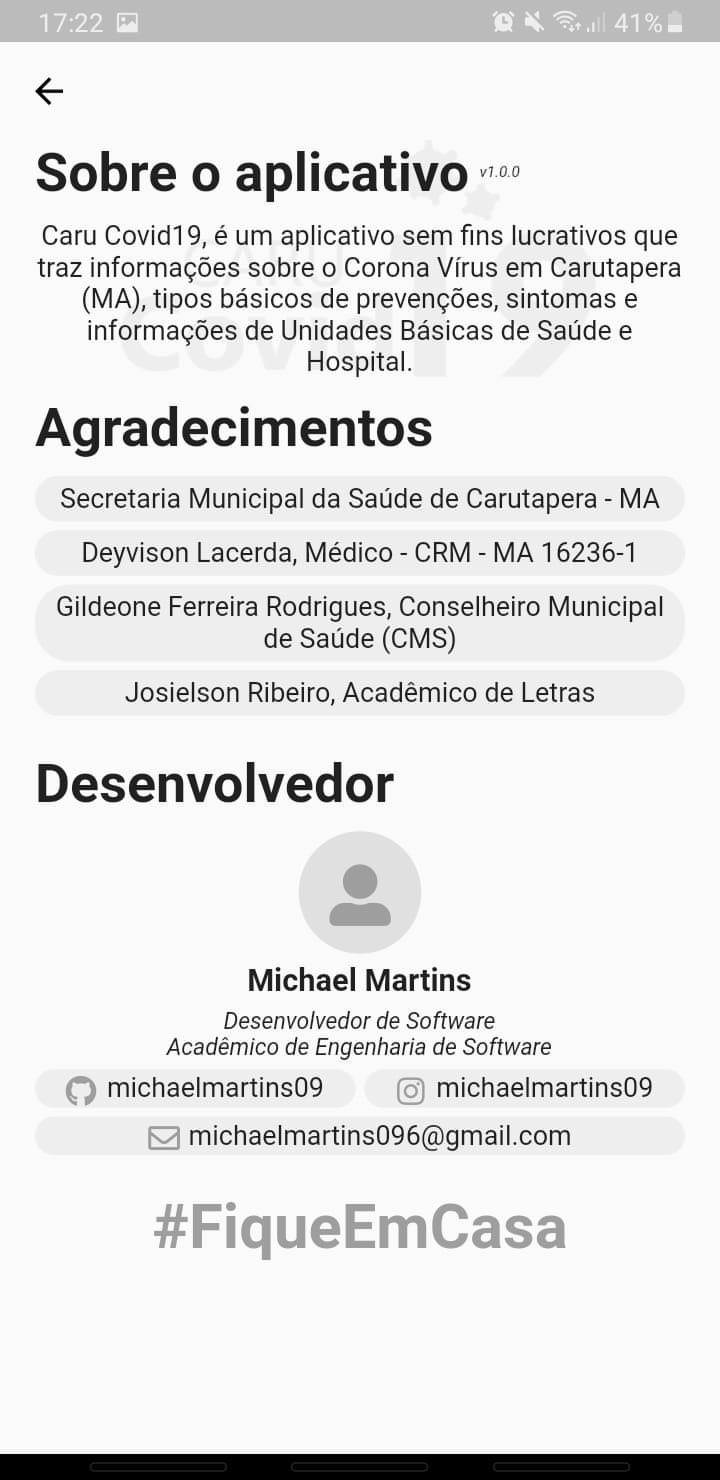 17:22
41%
Sobre o aplicativo v1.0.0
Caru Covid19, é um aplicativo sem fins lucrativos que
traz informações sobre o Corona Vírus em Carutapera
(MA), tipos básicos de prevenções, sintomas e
informações de Unidades Básicas de Saúde e
Hospital.
CARU
Covid19
Agradecimentos
Secretaria Municipal da Saúde de Carutapera - MA
Deyvison Lacerda, Médico - CRM - MA 16236-1
Gildeone Ferreira Rodrigues, Conselheiro Municipal
de Saúde (CMS)
Josielson Ribeiro, Acadêmico de Letras
Desenvolvedor
Michael Martins
Desenvolvedor de Software
Acadêmico de Engenharia de Software
michaelmartins09
michaelmartins09
michaelmartins096@gmail.com
#FiqueEmCasa